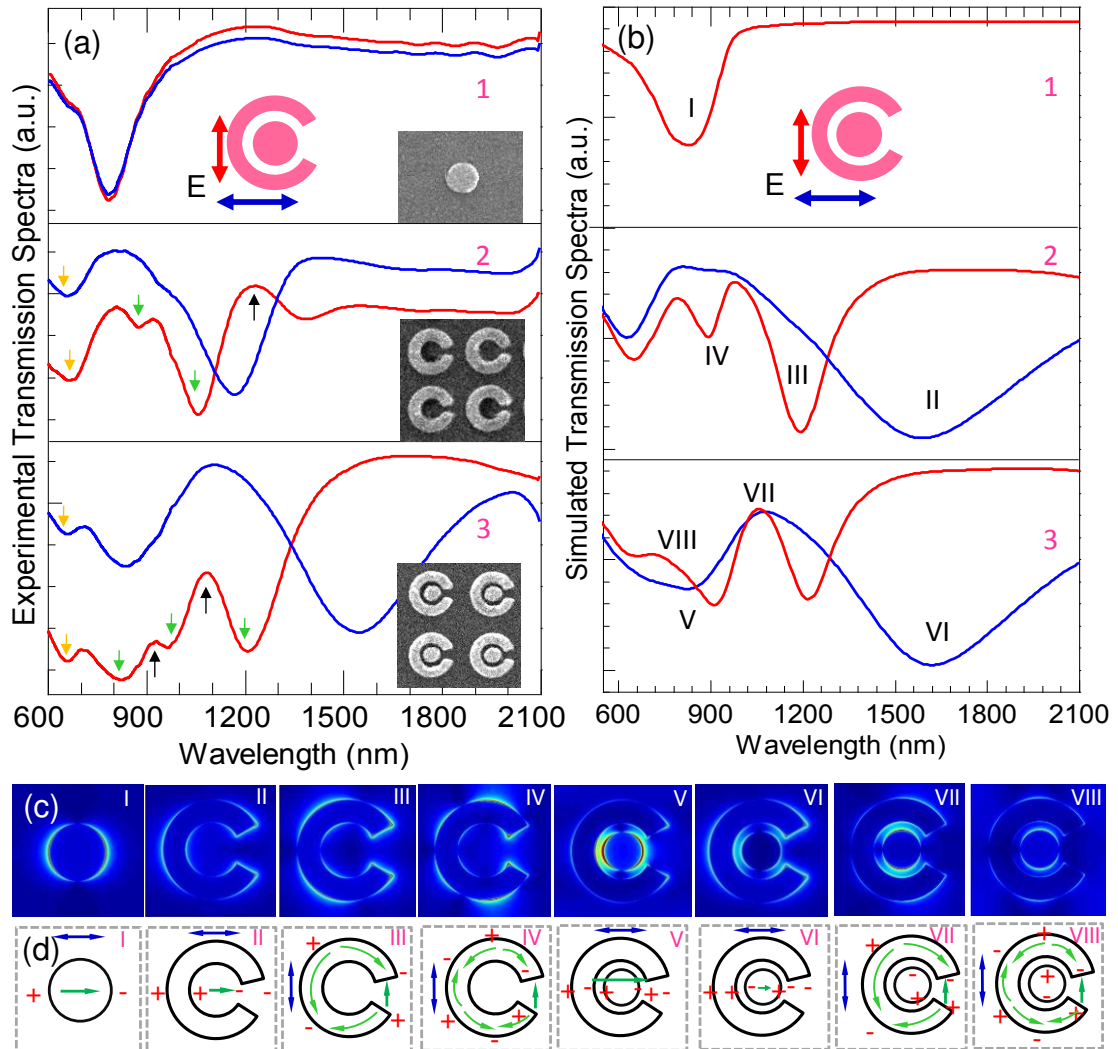 (a)
1
E
2
3
Experimental Transmission Spectra (a.u.)
600 900 1200 1500 1800 2100
Wavelength (nm)
(b)
I
1
E
2
IV
III
II
VII
VIII
3
V
VI
Simulated Transmission Spectra (a.u.)
600 900 1200 1500 1800 2100
Wavelength (nm)
(c) I II III IV V VI VII VIII
(d) I II III IV V VI VII VIII
+ -
+ - -
+ - - +
+ - - + + -
+ - + -
+ + - + - -
+ - - + + -
+ - + - - + + -